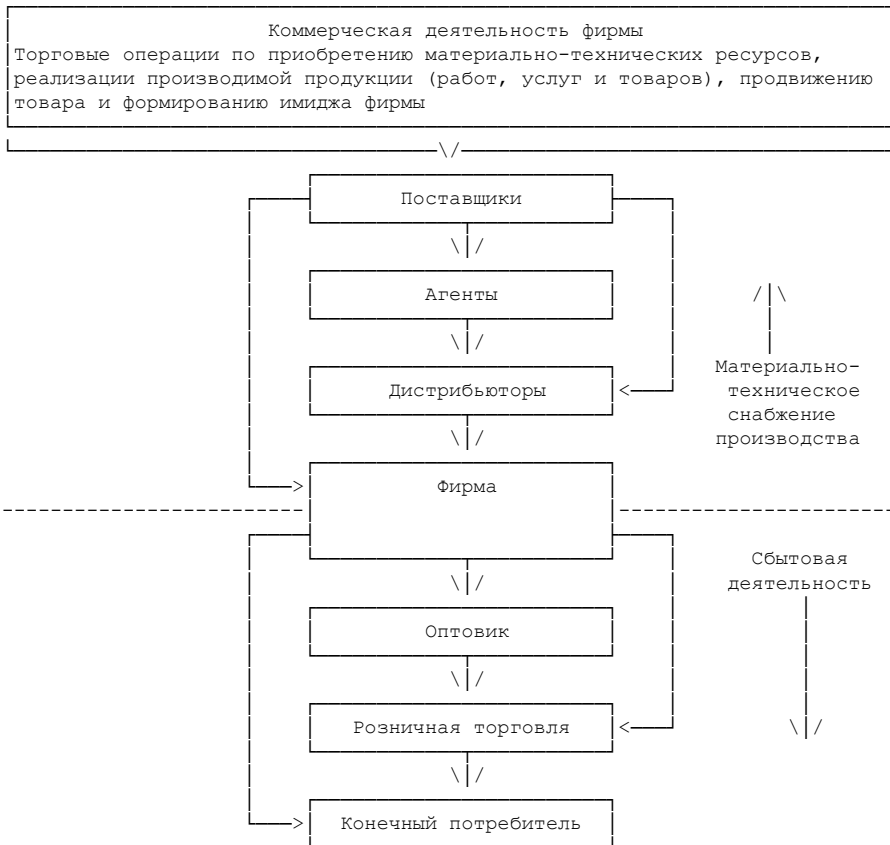 Коммерческая деятельность фирмы
Торговые операции по приобретению материально-технических ресурсов,
реализации производимой продукции (работ, услуг и товаров), продвижению
товара и формированию имиджа фирмы
Поставщики
Агенты
Дистрибьюторы
Материально-
техническое
снабжение
производства
Фирма
Сбытовая
деятельность
Оптовик
Розничная торговля
Конечный потребитель